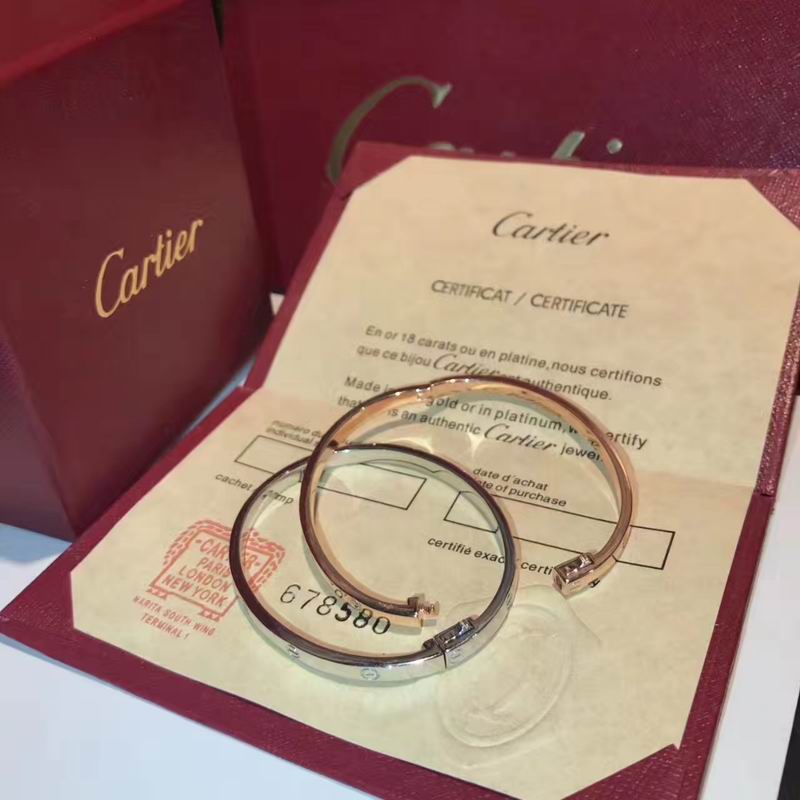 Cartier
Cartier
CERTIFICAT / CERTIFICATE
En or 18 carats ou en platine, nous certifions
que ce bijou Cartier authentique.
Made gold or in platinum, certify
is an authentic Cartier jewel
numéro
individual
cachet
date d'achat
date of purchase
certifié
CARTIER
PARIS
LONDON
NEW YORK
NARITA SOUTH WING
TERMINAL 1
678580